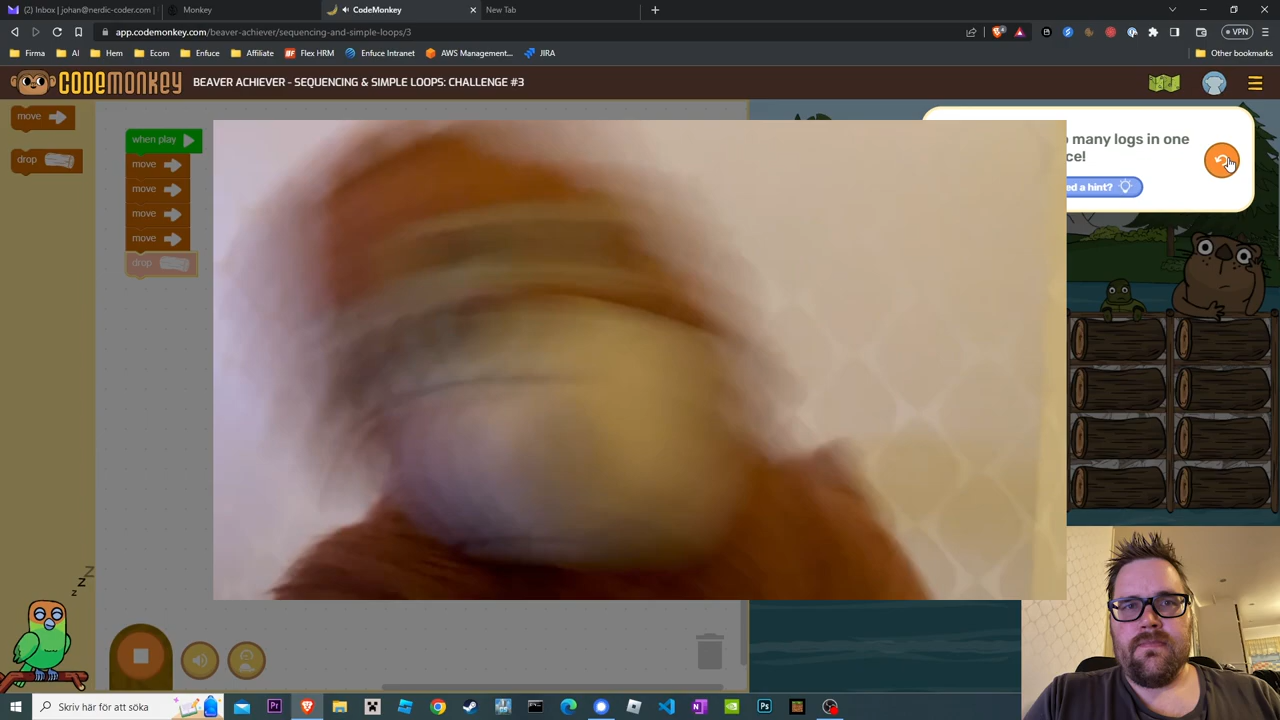 (2) Inbox | johan@nerdic-coder.com |
Monkey
CodeMonkey
New Tab
app.codemonkey.com/beaver-achiever/sequencing-and-simple-loops/3
VPN
Firma
AI
Hem
Ecom
Enfuce
Affiliate
Flex HRM
Enfuce Intranet
AWS Management...
JIRA
Other bookmarks
CODEMONKEY
BEAVER ACHIEVER - SEQUENCING & SIMPLE LOOPS: CHALLENGE #3
move
drop
when play
move
move
move
move
drop
many logs in one
ce!
ed a hint?
z
z
z
Skriv här för att söka